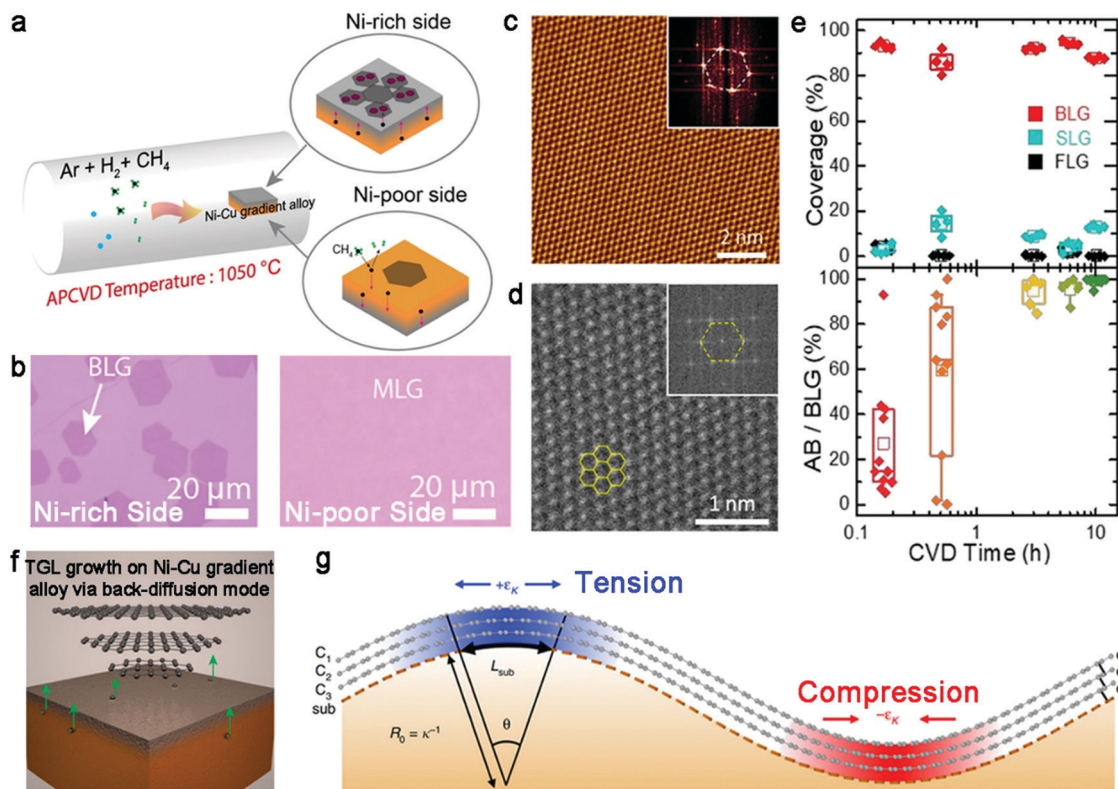 a
Ni-rich side
Ar + H₂ + CH₄
Ni-Cu gradient alloy
APCVD Temperature : 1050 °C
Ni-poor side
CH₄
b
BLG
20 µm
Ni-rich Side
MLG
20 µm
Ni-poor Side
c
2 nm
d
1 nm
e
Coverage (%)
100
80
60
40
20
0
BLG
SLG
FLG
AB / BLG (%)
100
80
60
40
20
0
0.1
1
10
CVD Time (h)
f
TGL growth on Ni-Cu gradient
alloy via back-diffusion mode
g
+εκ
Tension
C₁
C₂
C₃
sub
Lsub
R₀ = κ⁻¹
θ
Compression
−εκ